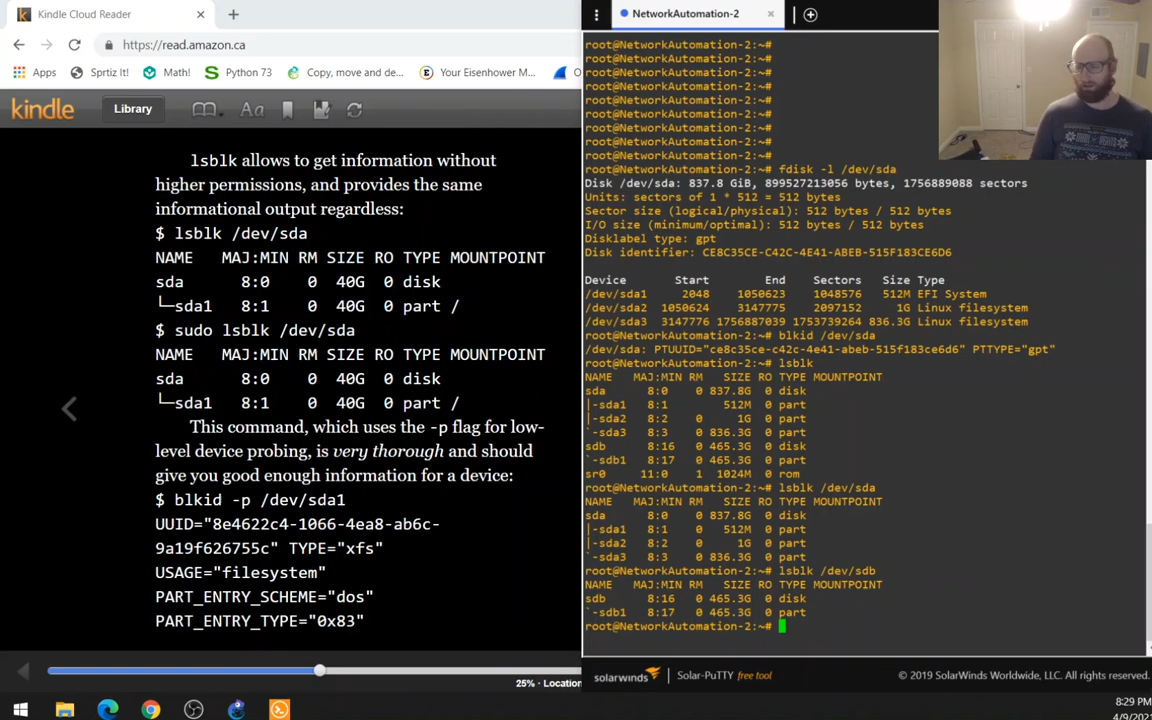 Kindle Cloud Reader
NetworkAutomation-2
https://read.amazon.ca
Apps
Sprtiz It!
Math!
Python 73
Copy, move and de...
Your Eisenhower M...
kindle
Library
Aa
lsblk allows to get information without
higher permissions, and provides the same
informational output regardless:
$ lsblk /dev/sda
NAME MAJ:MIN RM SIZE RO TYPE MOUNTPOINT
sda 8:0 0 40G 0 disk
└─sda1 8:1 0 40G 0 part /
$ sudo lsblk /dev/sda
NAME MAJ:MIN RM SIZE RO TYPE MOUNTPOINT
sda 8:0 0 40G 0 disk
└─sda1 8:1 0 40G 0 part /
This command, which uses the -p flag for low-
level device probing, is very thorough and should
give you good enough information for a device:
$ blkid -p /dev/sda1
UUID="8e4622c4-1066-4ea8-ab6c-
9a19f626755c" TYPE="xfs"
USAGE="filesystem"
PART_ENTRY_SCHEME="dos"
PART_ENTRY_TYPE="0x83"
25% · Location
root@NetworkAutomation-2:~#
root@NetworkAutomation-2:~#
root@NetworkAutomation-2:~#
root@NetworkAutomation-2:~#
root@NetworkAutomation-2:~#
root@NetworkAutomation-2:~#
root@NetworkAutomation-2:~#
root@NetworkAutomation-2:~#
root@NetworkAutomation-2:~#
root@NetworkAutomation-2:~# fdisk -l /dev/sda
Disk /dev/sda: 837.8 GiB, 899527213056 bytes, 1756889088 sectors
Units: sectors of 1 * 512 = 512 bytes
Sector size (logical/physical): 512 bytes / 512 bytes
I/O size (minimum/optimal): 512 bytes / 512 bytes
Disklabel type: gpt
Disk identifier: CE8C35CE-C42C-4E41-ABEB-515F183CE6D6
Device Start End Sectors Size Type
/dev/sda1 2048 1050623 1048576 512M EFI System
/dev/sda2 1050624 3147775 2097152 1G Linux filesystem
/dev/sda3 3147776 1756887039 1753739264 836.3G Linux filesystem
root@NetworkAutomation-2:~# blkid /dev/sda
/dev/sda: PTUUID="ce8c35ce-c42c-4e41-abeb-515f183ce6d6" PTTYPE="gpt"
root@NetworkAutomation-2:~# lsblk
NAME MAJ:MIN RM SIZE RO TYPE MOUNTPOINT
sda 8:0 0 837.8G 0 disk
|-sda1 8:1 512M 0 part
|-sda2 8:2 0 1G 0 part
`-sda3 8:3 0 836.3G 0 part
sdb 8:16 0 465.3G 0 disk
`-sdb1 8:17 0 465.3G 0 part
sr0 11:0 1 1024M 0 rom
root@NetworkAutomation-2:~# lsblk /dev/sda
NAME MAJ:MIN RM SIZE RO TYPE MOUNTPOINT
sda 8:0 0 837.8G 0 disk
|-sda1 8:1 0 512M 0 part
|-sda2 8:2 0 1G 0 part
`-sda3 8:3 0 836.3G 0 part
root@NetworkAutomation-2:~# lsblk /dev/sdb
NAME MAJ:MIN RM SIZE RO TYPE MOUNTPOINT
sdb 8:16 0 465.3G 0 disk
`-sdb1 8:17 0 465.3G 0 part
root@NetworkAutomation-2:~#
solarwinds Solar-PuTTY free tool © 2019 SolarWinds Worldwide, LLC. All rights reserved.
8:29 PM